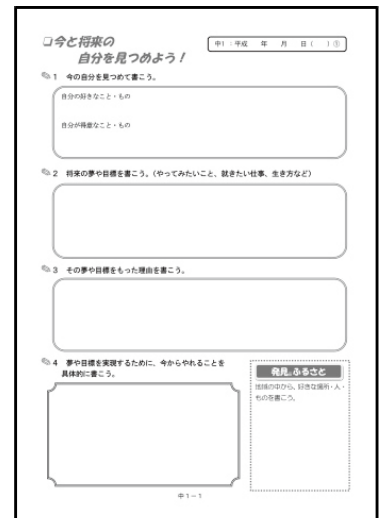 今と将来の
自分を見つめよう！
中1：平成　年　月　日（　）①
1　今の自分を見つめて書こう。
自分の好きなこと・もの
自分が得意なこと・もの
2　将来の夢や目標を書こう。（やってみたいこと、就きたい仕事、生き方など）
3　その夢や目標をもった理由を書こう。
4　夢や目標を実現するために、今からやれることを
具体的に書こう。
発見。ふるさと
地域の中から、好きな場所・人・
ものを書こう。
中1－1